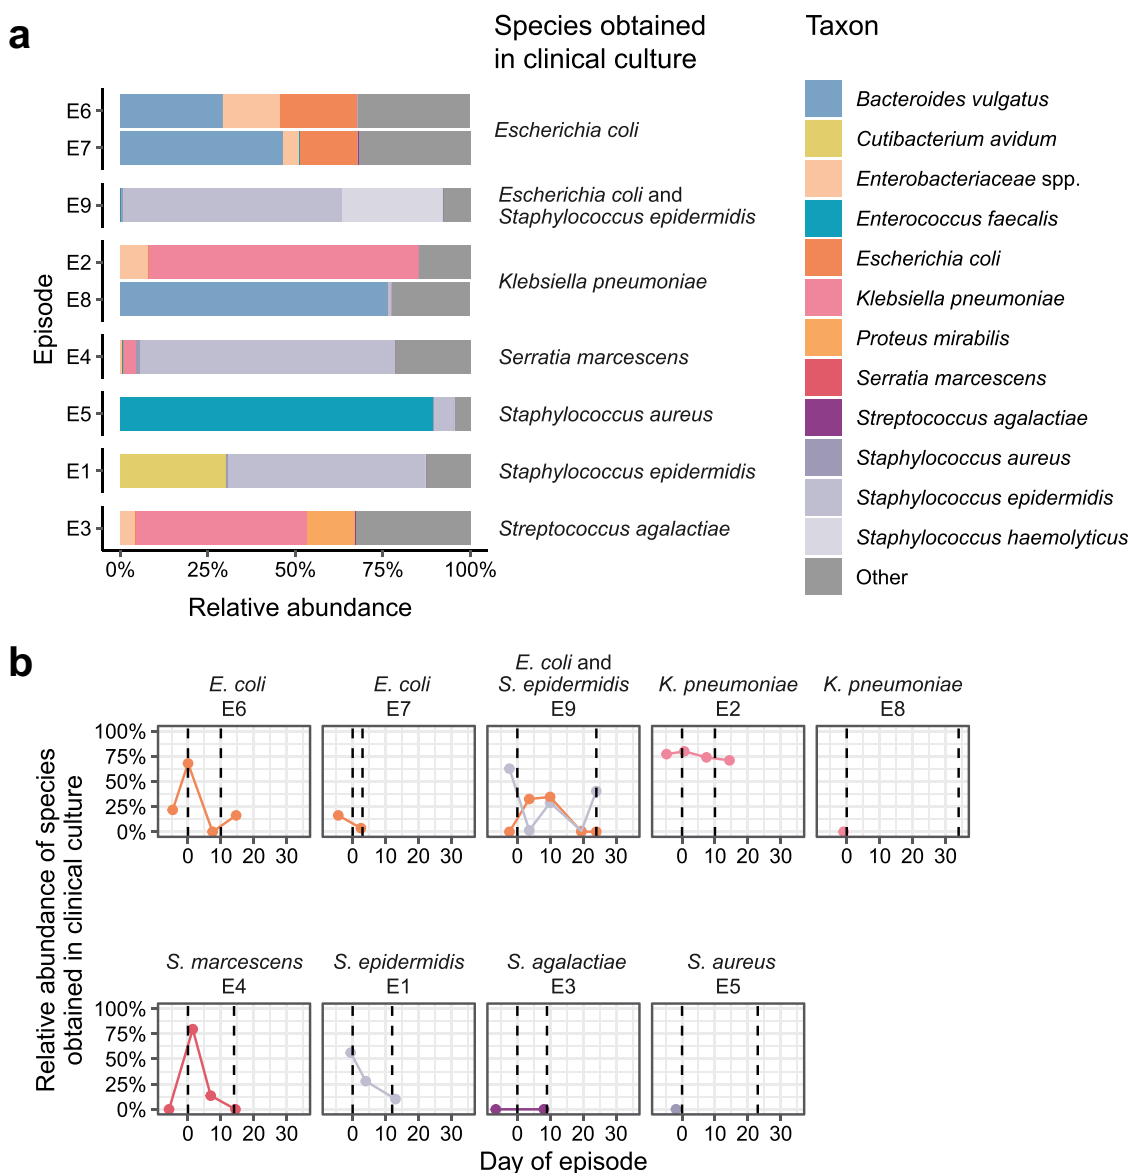 a
Species obtained
in clinical culture
Taxon
Episode
E6
E7
Escherichia coli
E9
Escherichia coli and
Staphylococcus epidermidis
E2
E8
Klebsiella pneumoniae
E4
Serratia marcescens
E5
Staphylococcus aureus
E1
Staphylococcus epidermidis
E3
Streptococcus agalactiae
0% 25% 50% 75% 100%
Relative abundance
Bacteroides vulgatus
Cutibacterium avidum
Enterobacteriaceae spp.
Enterococcus faecalis
Escherichia coli
Klebsiella pneumoniae
Proteus mirabilis
Serratia marcescens
Streptococcus agalactiae
Staphylococcus aureus
Staphylococcus epidermidis
Staphylococcus haemolyticus
Other
b
Relative abundance of species
obtained in clinical culture
E. coli
E6
E. coli
E7
E. coli and
S. epidermidis
E9
K. pneumoniae
E2
K. pneumoniae
E8
100%
75%
50%
25%
0%
0 10 20 30
0 10 20 30
0 10 20 30
0 10 20 30
0 10 20 30
S. marcescens
E4
S. epidermidis
E1
S. agalactiae
E3
S. aureus
E5
100%
75%
50%
25%
0%
0 10 20 30
0 10 20 30
0 10 20 30
0 10 20 30
Day of episode